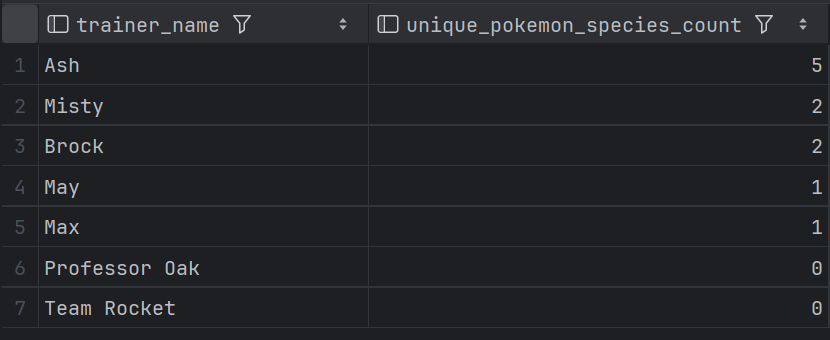 trainer_name unique_pokemon_species_count
1 Ash 5
2 Misty 2
3 Brock 2
4 May 1
5 Max 1
6 Professor Oak 0
7 Team Rocket 0